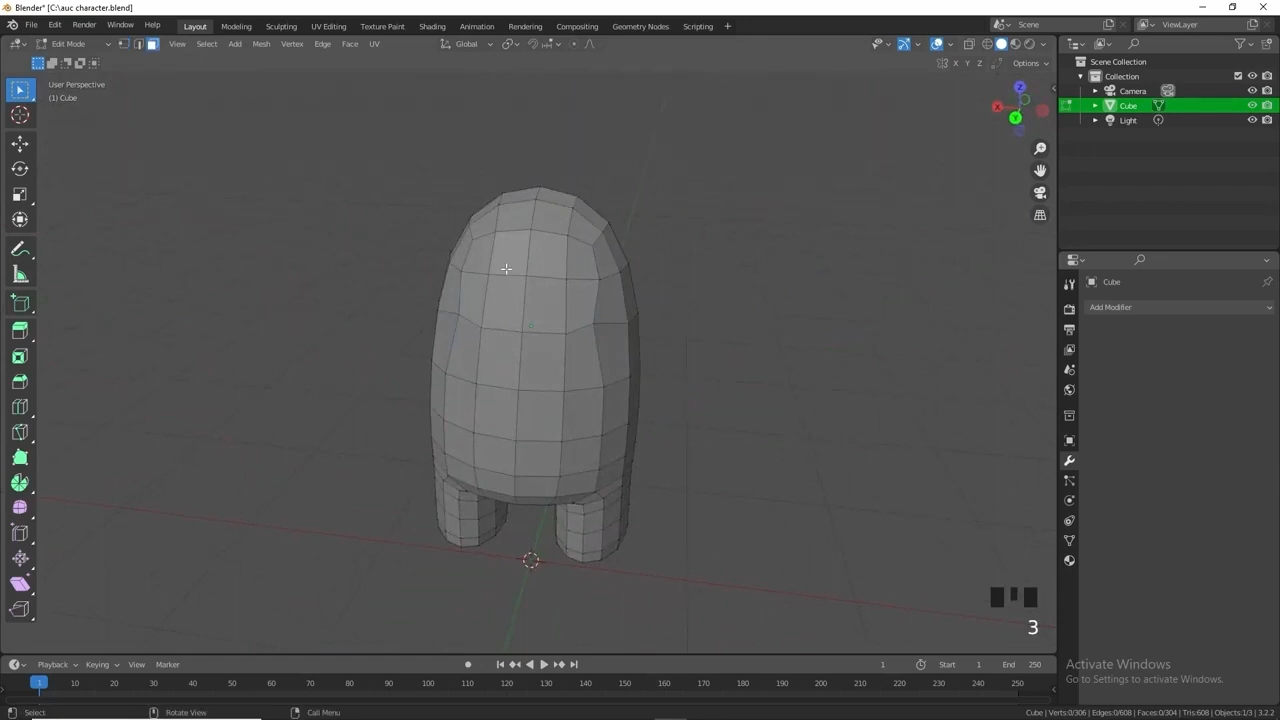 Blender* [C:\auc character.blend]
File Edit Render Window Help Layout Modeling Sculpting UV Editing Texture Paint Shading Animation Rendering Compositing Geometry Nodes Scripting + Scene ViewLayer
Edit Mode View Select Add Mesh Vertex Edge Face UV Global
X Y Z Options
User Perspective
(1) Cube
Scene Collection
Collection
Camera
Cube
Light
Z
X
Y
Cube
Add Modifier
3
Playback Keying View Marker 1 Start 1 End 250
1 10 20 30 40 50 60 70 80 90 100 110 120 130 140 150 160 170 180 190 200 210 220 230 240 250
Activate Windows
Go to Settings to activate Windows.
Select Rotate View Call Menu Cube | Verts:0/306 | Edges:0/608 | Faces:0/304 | Tris:608 | Objects:1/3 | 3.2.2